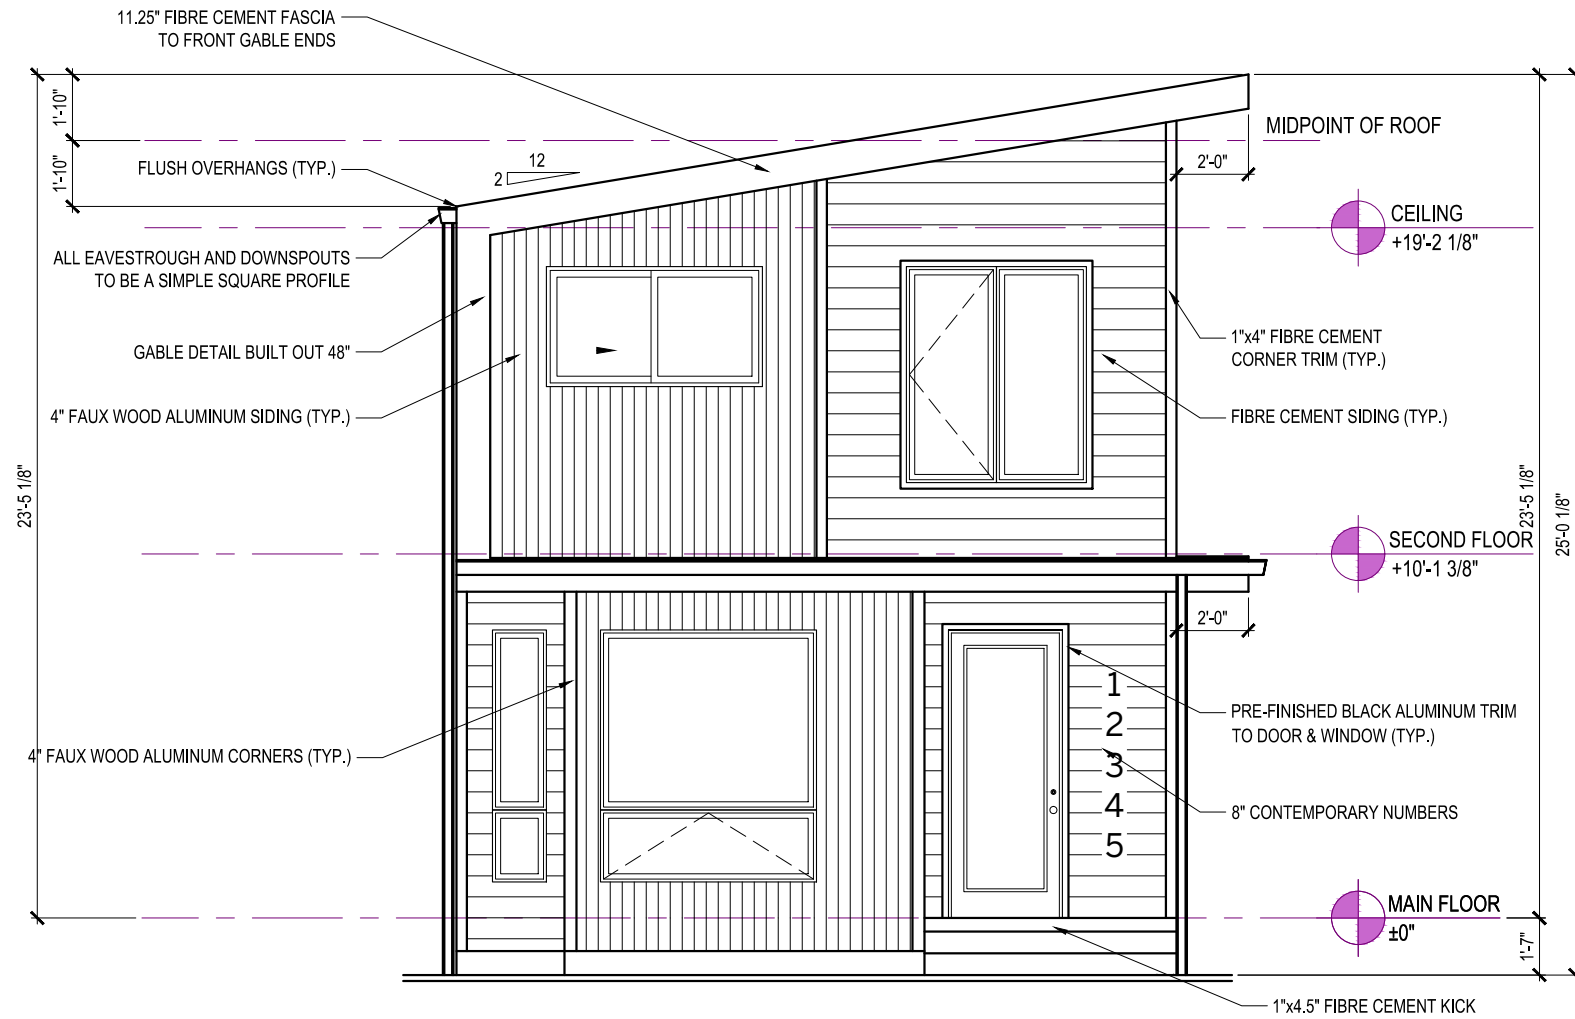 11.25" FIBRE CEMENT FASCIA
TO FRONT GABLE ENDS
1'-10"
MIDPOINT OF ROOF
FLUSH OVERHANGS (TYP.)
12
2
2'-0"
1'-10"
CEILING
+19'-2 1/8"
ALL EAVESTROUGH AND DOWNSPOUTS
TO BE A SIMPLE SQUARE PROFILE
GABLE DETAIL BUILT OUT 48"
1"x4" FIBRE CEMENT
CORNER TRIM (TYP.)
4" FAUX WOOD ALUMINUM SIDING (TYP.)
FIBRE CEMENT SIDING (TYP.)
23'-5 1/8"
23'-5 1/8"
25'-0 1/8"
SECOND FLOOR
+10'-1 3/8"
2'-0"
1
2
3
4
5
PRE-FINISHED BLACK ALUMINUM TRIM
TO DOOR & WINDOW (TYP.)
4" FAUX WOOD ALUMINUM CORNERS (TYP.)
8" CONTEMPORARY NUMBERS
MAIN FLOOR
±0"
1'-7"
1"x4.5" FIBRE CEMENT KICK